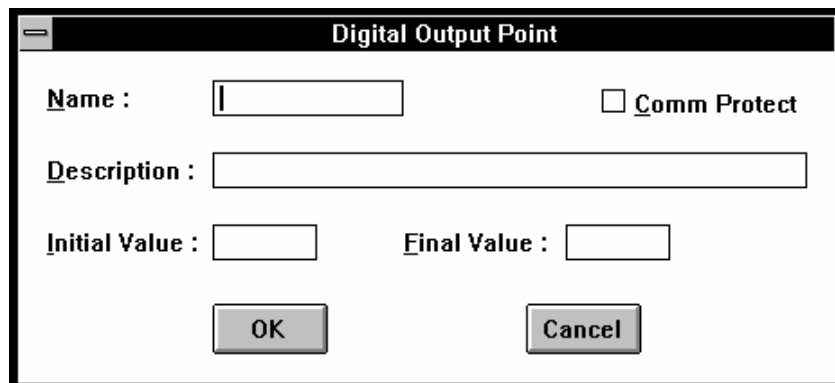 Digital Output Point
Name :
Comm Protect
Description :
Initial Value :
Final Value :
OK
Cancel